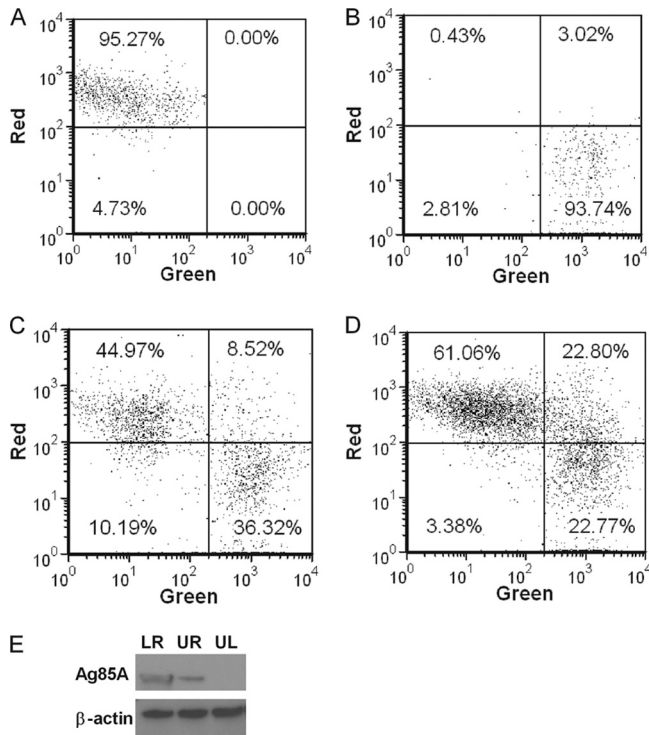 A
10⁴
10³
10²
10¹
10⁰
Red
95.27%
0.00%
4.73%
0.00%
10⁰ 10¹ 10² 10³ 10⁴
Green
B
10⁴
10³
10²
10¹
10⁰
Red
0.43%
3.02%
2.81%
93.74%
10⁰ 10¹ 10² 10³ 10⁴
Green
C
10⁴
10³
10²
10¹
10⁰
Red
44.97%
8.52%
10.19%
36.32%
10⁰ 10¹ 10² 10³ 10⁴
Green
D
10⁴
10³
10²
10¹
10⁰
Red
61.06%
22.80%
3.38%
22.77%
10⁰ 10¹ 10² 10³ 10⁴
Green
E
LR UR UL
Ag85A
β-actin